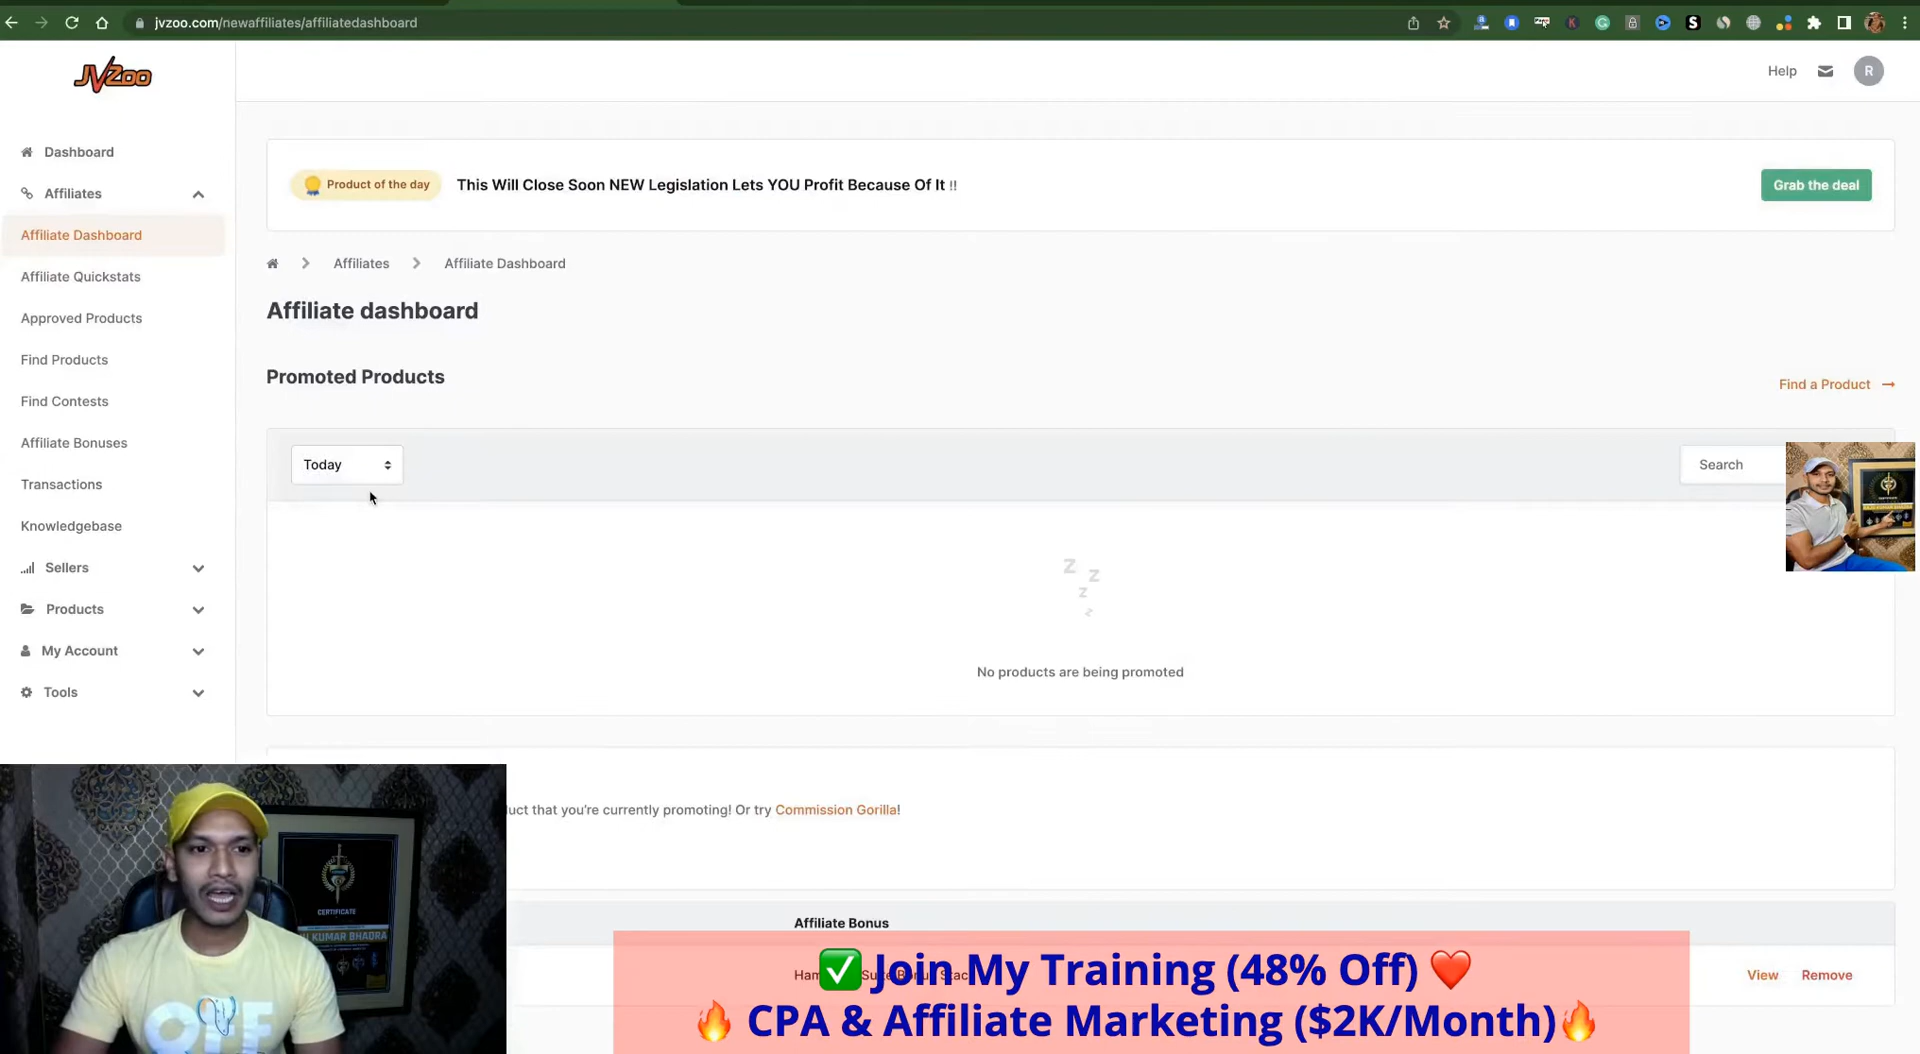 jvzoo.com/newaffiliates/affiliatedashboard
JVZoo
Help
R
Dashboard
Affiliates
Affiliate Dashboard
Affiliate Quickstats
Approved Products
Find Products
Find Contests
Affiliate Bonuses
Transactions
Knowledgebase
Sellers
Products
My Account
Tools
Product of the day
This Will Close Soon NEW Legislation Lets YOU Profit Because Of It !!
Grab the deal
Affiliates
Affiliate Dashboard
Affiliate dashboard
Promoted Products
Find a Product →
Today
Search
z z z z
No products are being promoted
duct that you're currently promoting! Or try Commission Gorilla!
Affiliate Bonus
View
Remove
✅ Join My Training (48% Off) ❤️
🔥 CPA & Affiliate Marketing ($2K/Month)🔥
CERTIFICATE
KUMAR BHADRA